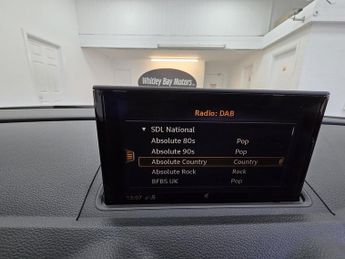 Whitley Bay Motors
Radio: DAB
▼ SDL National
Absolute 80s Pop
Absolute 90s Pop
Absolute Country Country
Absolute Rock Rock
BFBS UK Pop